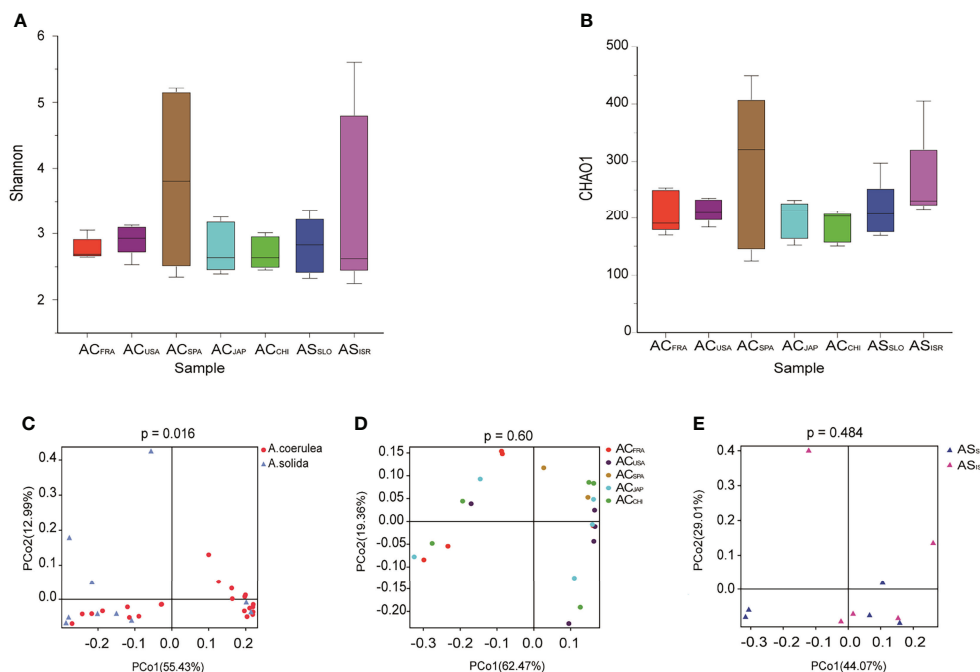 A
6
5
4
3
2
Shannon
ACFRA ACUSA ACSPA ACJAP ACCHI ASSLO ASISR
Sample
B
500
400
300
200
100
0
CHAO1
ACFRA ACUSA ACSPA ACJAP ACCHI ASSLO ASISR
Sample
C
p = 0.016
A.coerulea
A.solida
0.4
0.3
0.2
0.1
0.0
PCo2(12.99%)
-0.2 -0.1 0.0 0.1 0.2
PCo1(55.43%)
D
p = 0.60
ACFRA
ACUSA
ACSPA
ACJAP
ACCHI
0.15
0.10
0.05
0.00
-0.05
-0.10
-0.15
-0.20
PCo2(19.36%)
-0.3 -0.2 -0.1 0.0 0.1
PCo1(62.47%)
E
p = 0.484
0.4
0.3
0.2
0.1
0.0
PCo2(29.01%)
-0.3 -0.2 -0.1 0.0 0.1 0.2
PCo1(44.07%)